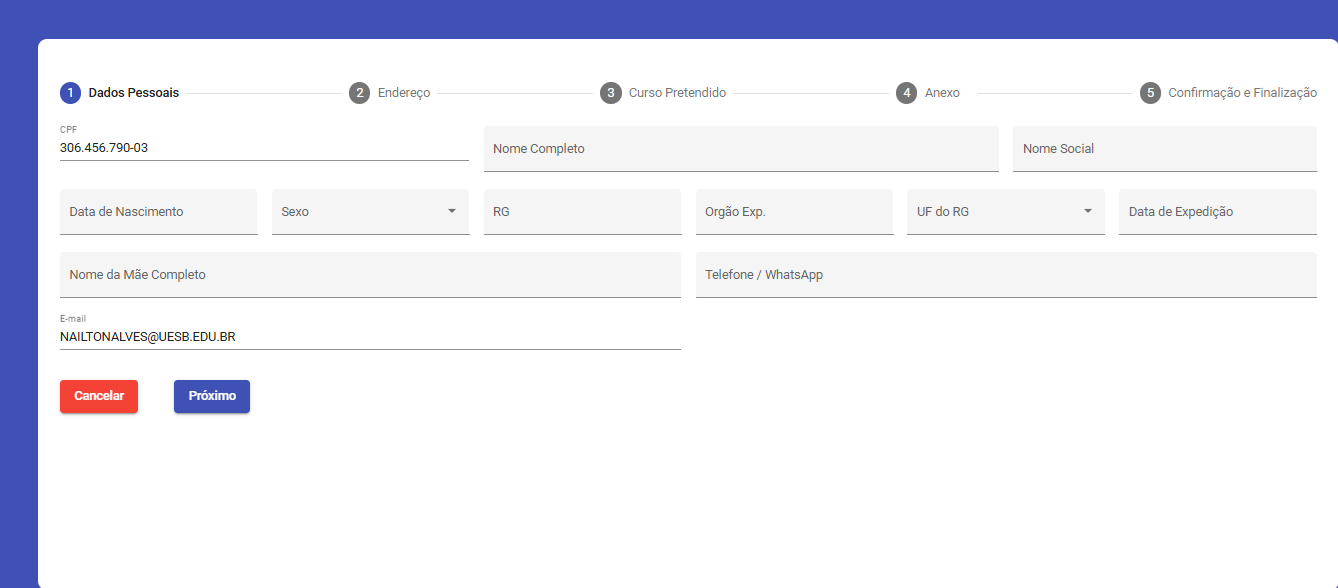 1 Dados Pessoais 2 Endereço 3 Curso Pretendido 4 Anexo 5 Confirmação e Finalização
CPF
306.456.790-03 Nome Completo Nome Social
Data de Nascimento Sexo RG Orgão Exp. UF do RG Data de Expedição
Nome da Mãe Completo Telefone / WhatsApp
E-mail
NAILTONALVES@UESB.EDU.BR
Cancelar Próximo